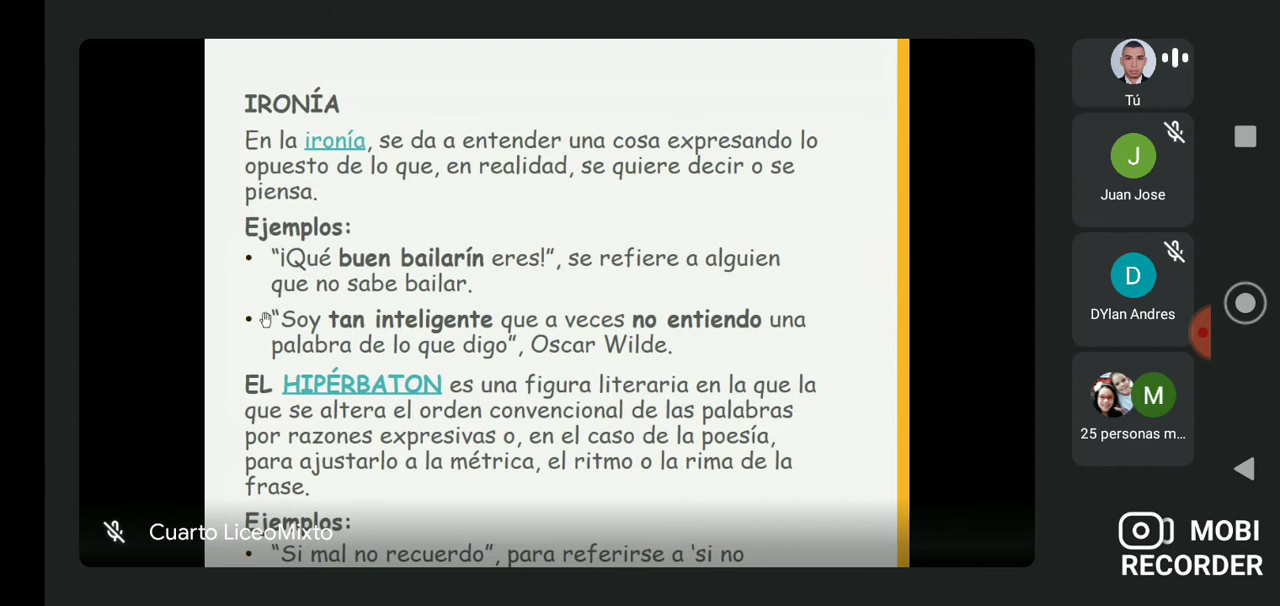 IRONÍA
En la ironía, se da a entender una cosa expresando lo
opuesto de lo que, en realidad, se quiere decir o se
piensa.
Ejemplos:
• “¡Qué buen bailarín eres!”, se refiere a alguien
que no sabe bailar.
• “Soy tan inteligente que a veces no entiendo una
palabra de lo que digo”, Oscar Wilde.
EL HIPÉRBATON es una figura literaria en la que la
que se altera el orden convencional de las palabras
por razones expresivas o, en el caso de la poesía,
para ajustarlo a la métrica, el ritmo o la rima de la
frase.
Ejemplos:
Cuarto LiceoMixto
• “Si mal no recuerdo”, para referirse a ‘si no
Tú
J
Juan Jose
D
DYlan Andres
M
25 personas m...
MOBI
RECORDER